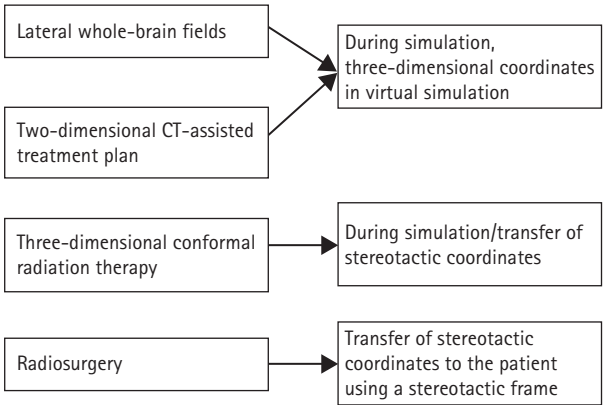 Lateral whole-brain fields
During simulation,
three-dimensional coordinates
in virtual simulation
Two-dimensional CT-assisted
treatment plan
Three-dimensional conformal
radiation therapy
During simulation/transfer of
stereotactic coordinates
Radiosurgery
Transfer of stereotactic
coordinates to the patient
using a stereotactic frame